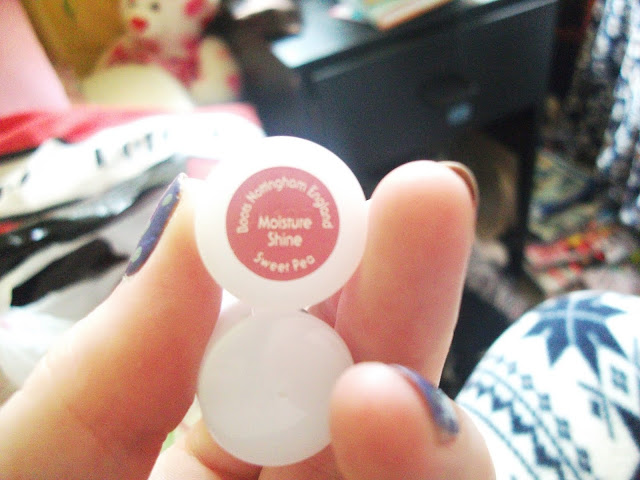 Boots Nottingham England
Moisture
Shine
Sweet Pea